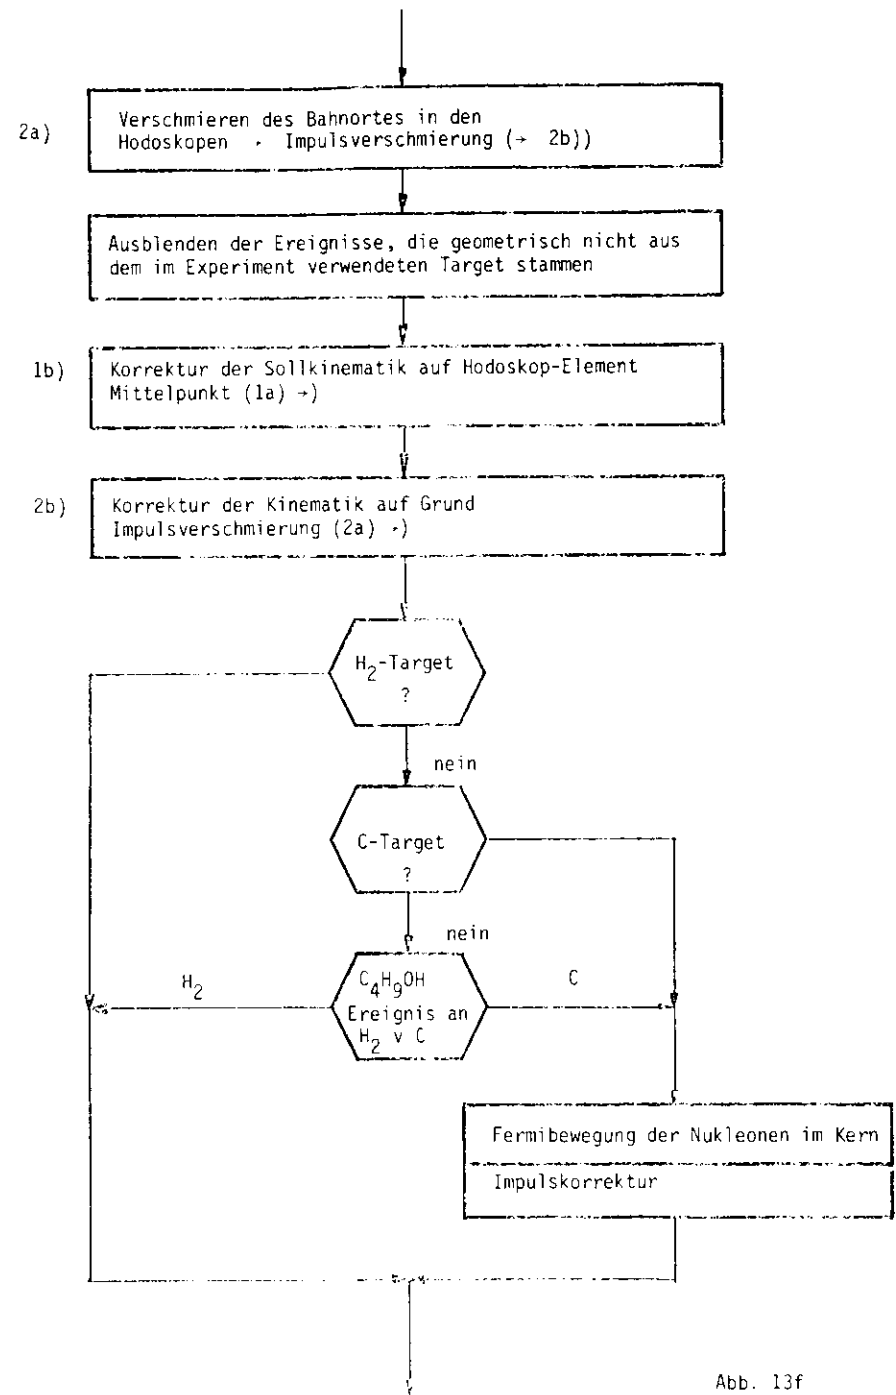 2a)
Verschmieren des Bahnortes in den
Hodoskopen → Impulsverschmierung (→ 2b))
Ausblenden der Ereignisse, die geometrisch nicht aus
dem im Experiment verwendeten Target stammen
1b)
Korrektur der Sollkinematik auf Hodoskop-Element
Mittelpunkt (1a) →)
2b)
Korrektur der Kinematik auf Grund
Impulsverschmierung (2a) →)
H₂-Target
?
nein
C-Target
?
nein
H₂
C₄H₉OH
Ereignis an
H₂ v C
C
Fermibewegung der Nukleonen im Kern
Impulskorrektur
Abb. 13f